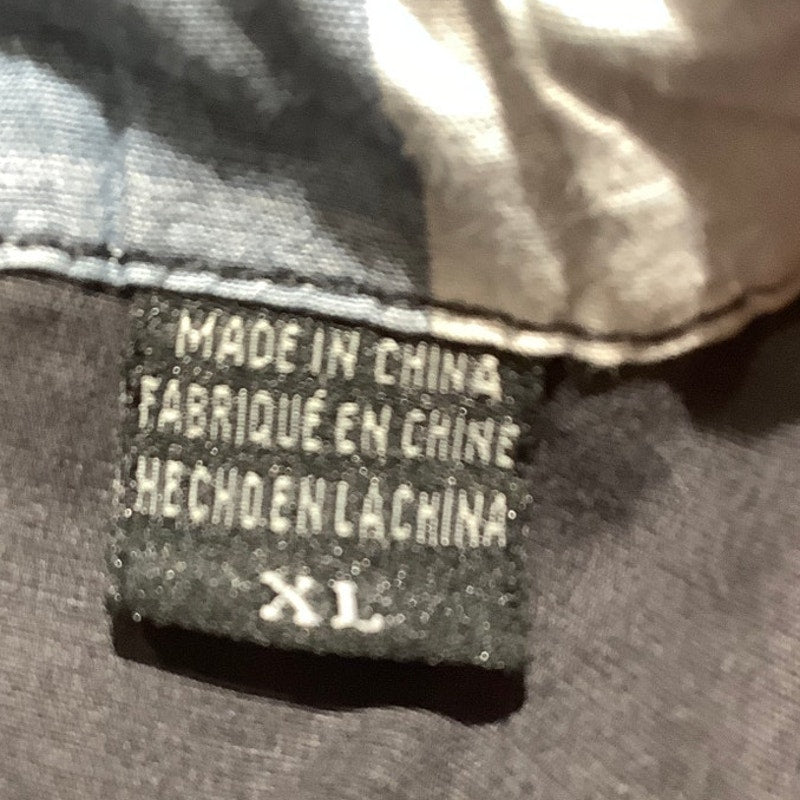 MADE IN CHINA
FABRIQUÉ EN CHINE
HECHO EN LA CHINA
XL